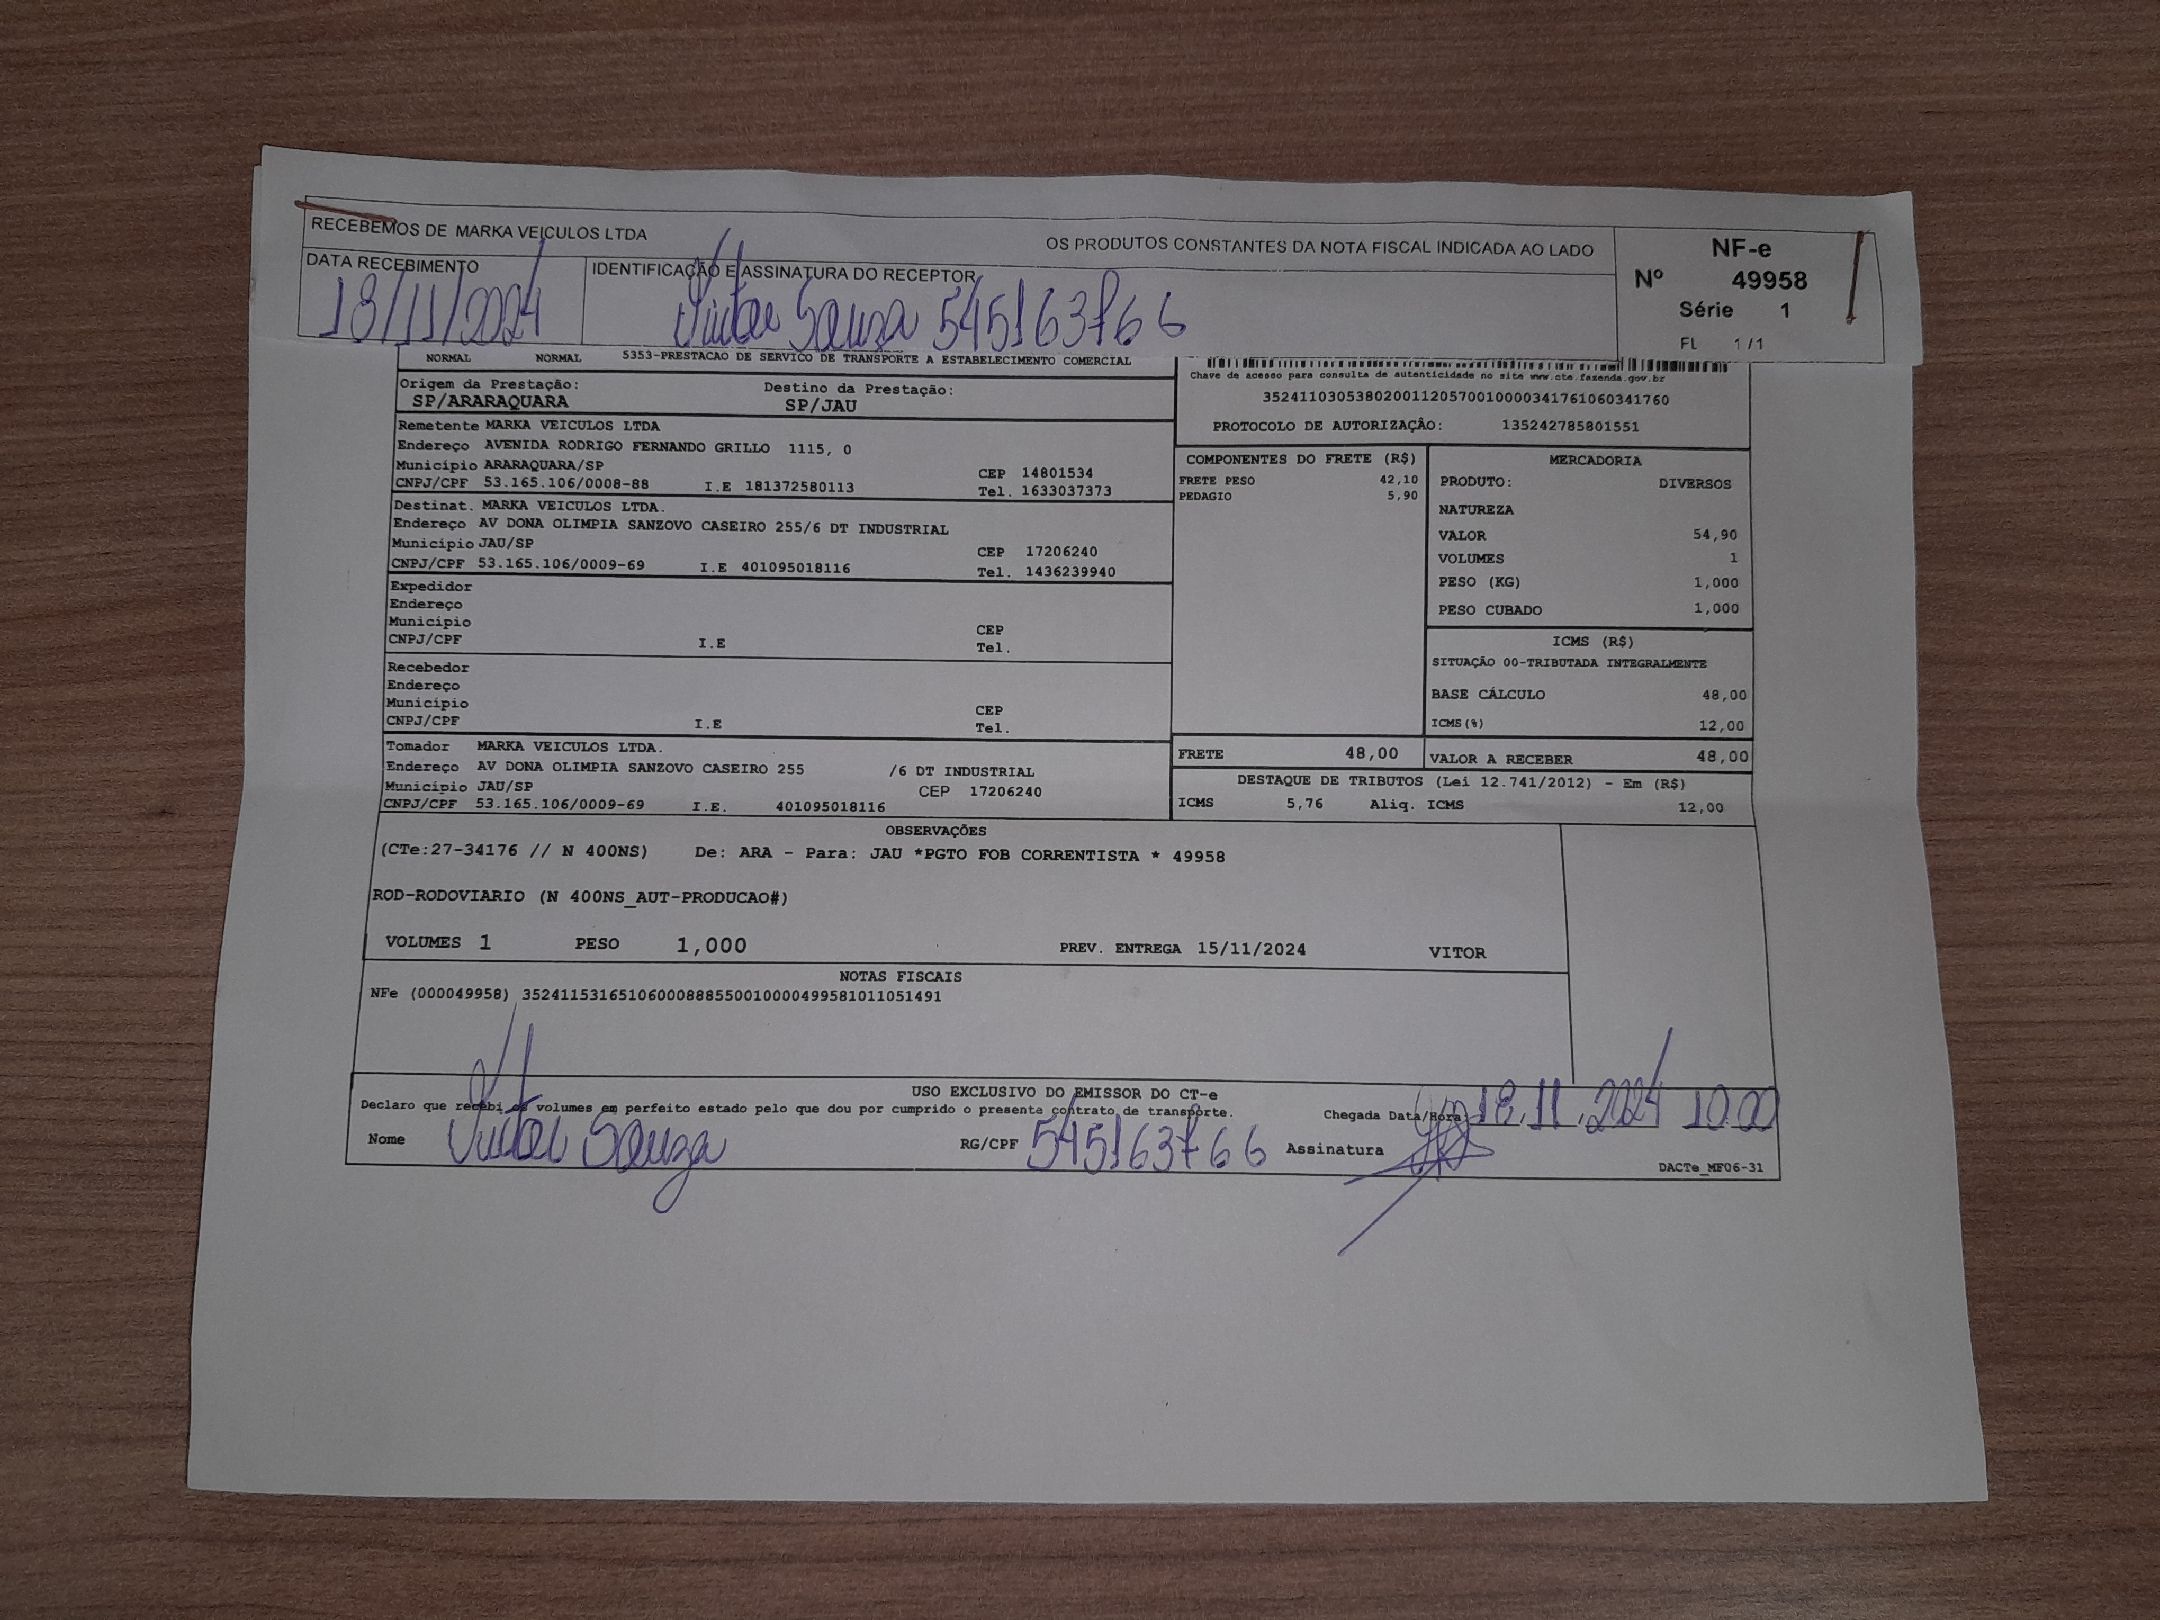 RECEBEMOS DE MARKA VEICULOS LTDA OS PRODUTOS CONSTANTES DA NOTA FISCAL INDICADA AO LADO
NF-e
Nº 49958
Série 1
FL 1/1
DATA RECEBIMENTO
18/11/2024
IDENTIFICAÇÃO E ASSINATURA DO RECEPTOR
Souza 545163766
NORMAL NORMAL 5353-PRESTACAO DE SERVICO DE TRANSPORTE A ESTABELECIMENTO COMERCIAL
Origem da Prestação: Destino da Prestação:
SP/ARARAQUARA SP/JAU
Chave de acesso para consulta de autenticidade no site www.cte.fazenda.gov.br
35241103053802001120570010000341761060341760
PROTOCOLO DE AUTORIZAÇÃO: 135242785801551
Remetente MARKA VEICULOS LTDA
Endereço AVENIDA RODRIGO FERNANDO GRILLO 1115, 0
Município ARARAQUARA/SP CEP 14801534
CNPJ/CPF 53.165.106/0008-88 I.E 181372580113 Tel. 1633037373
Destinat. MARKA VEICULOS LTDA.
Endereço AV DONA OLIMPIA SANZOVO CASEIRO 255/6 DT INDUSTRIAL
Município JAU/SP CEP 17206240
CNPJ/CPF 53.165.106/0009-69 I.E 401095018116 Tel. 1436239940
Expedidor
Endereço
Município CEP
CNPJ/CPF I.E Tel.
Recebedor
Endereço
Município CEP
CNPJ/CPF I.E Tel.
Tomador MARKA VEICULOS LTDA.
Endereço AV DONA OLIMPIA SANZOVO CASEIRO 255 /6 DT INDUSTRIAL
Município JAU/SP CEP 17206240
CNPJ/CPF 53.165.106/0009-69 I.E. 401095018116
COMPONENTES DO FRETE (R$)
FRETE PESO 42,10
PEDAGIO 5,90
MERCADORIA
PRODUTO: DIVERSOS
NATUREZA
VALOR 54,90
VOLUMES 1
PESO (KG) 1,000
PESO CUBADO 1,000
ICMS (R$)
SITUAÇÃO 00-TRIBUTADA INTEGRALMENTE
BASE CÁLCULO 48,00
ICMS(%) 12,00
FRETE 48,00 VALOR A RECEBER 48,00
DESTAQUE DE TRIBUTOS (Lei 12.741/2012) - Em (R$)
ICMS 5,76 Aliq. ICMS 12,00
OBSERVAÇÕES
(CTe:27-34176 // N 400NS) De: ARA - Para: JAU *PGTO FOB CORRENTISTA * 49958
ROD-RODOVIARIO (N 400NS_AUT-PRODUCAO#)
VOLUMES 1 PESO 1,000 PREV. ENTREGA 15/11/2024 VITOR
NOTAS FISCAIS
NFe (000049958) 35241153165106000888550010000499581011051491
USO EXCLUSIVO DO EMISSOR DO CT-e
Declaro que recebi os volumes em perfeito estado pelo que dou por cumprido o presente contrato de transporte.
Chegada Data/Hora: 18,11,2024 10:00
Nome Souza RG/CPF 545163766 Assinatura
DACTe_MF06-31